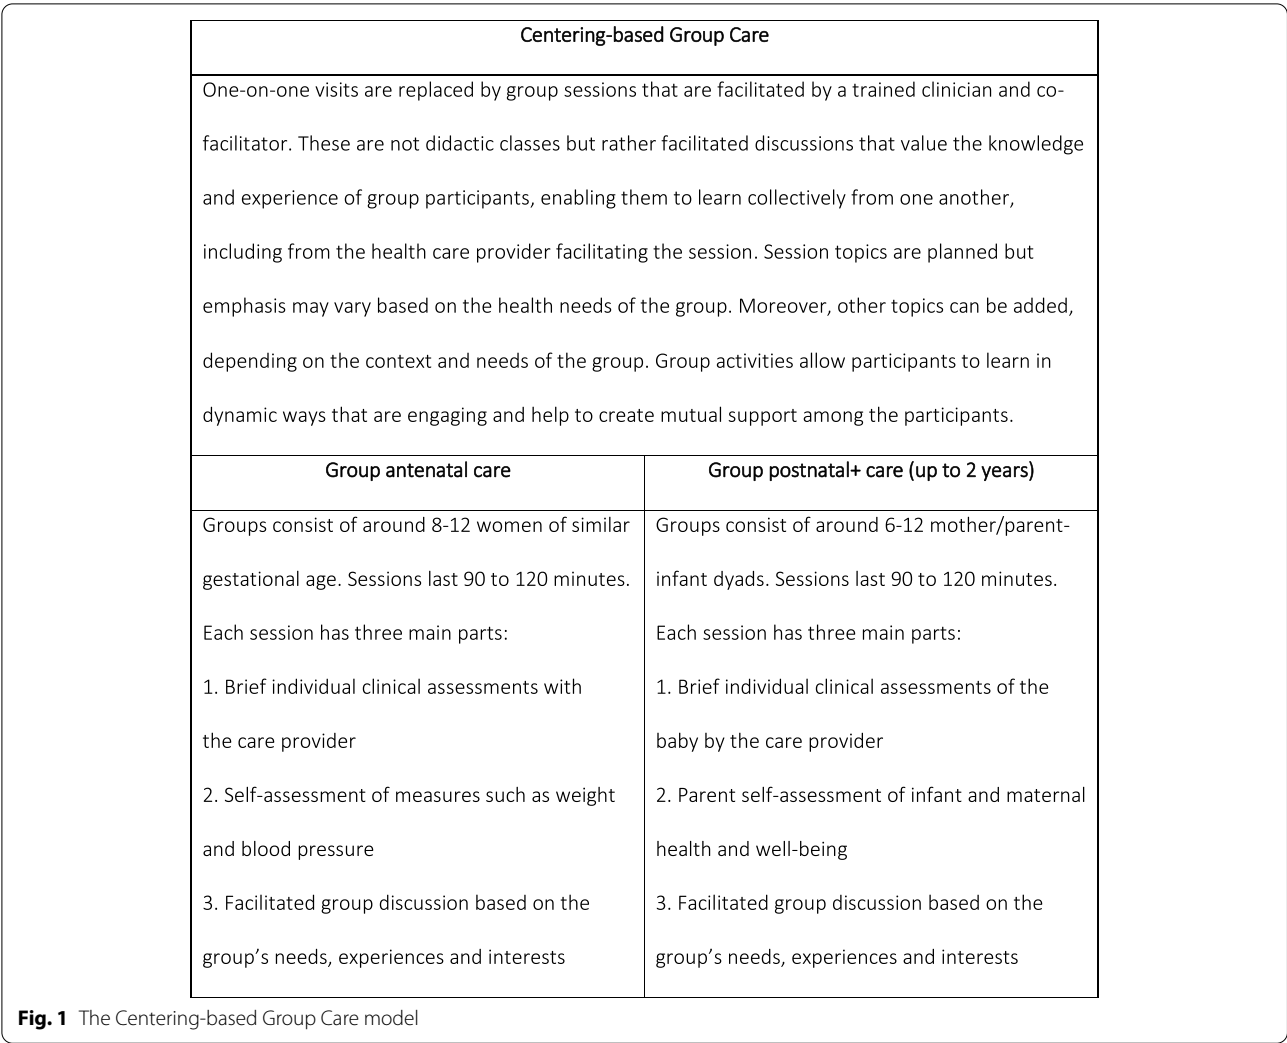 Centering-based Group Care
One-on-one visits are replaced by group sessions that are facilitated by a trained clinician and co-
facilitator. These are not didactic classes but rather facilitated discussions that value the knowledge
and experience of group participants, enabling them to learn collectively from one another,
including from the health care provider facilitating the session. Session topics are planned but
emphasis may vary based on the health needs of the group. Moreover, other topics can be added,
depending on the context and needs of the group. Group activities allow participants to learn in
dynamic ways that are engaging and help to create mutual support among the participants.
Group antenatal care
Groups consist of around 8-12 women of similar
gestational age. Sessions last 90 to 120 minutes.
Each session has three main parts:
1. Brief individual clinical assessments with
the care provider
2. Self-assessment of measures such as weight
and blood pressure
3. Facilitated group discussion based on the
group’s needs, experiences and interests
Group postnatal+ care (up to 2 years)
Groups consist of around 6-12 mother/parent-
infant dyads. Sessions last 90 to 120 minutes.
Each session has three main parts:
1. Brief individual clinical assessments of the
baby by the care provider
2. Parent self-assessment of infant and maternal
health and well-being
3. Facilitated group discussion based on the
group’s needs, experiences and interests
Fig. 1 The Centering-based Group Care model